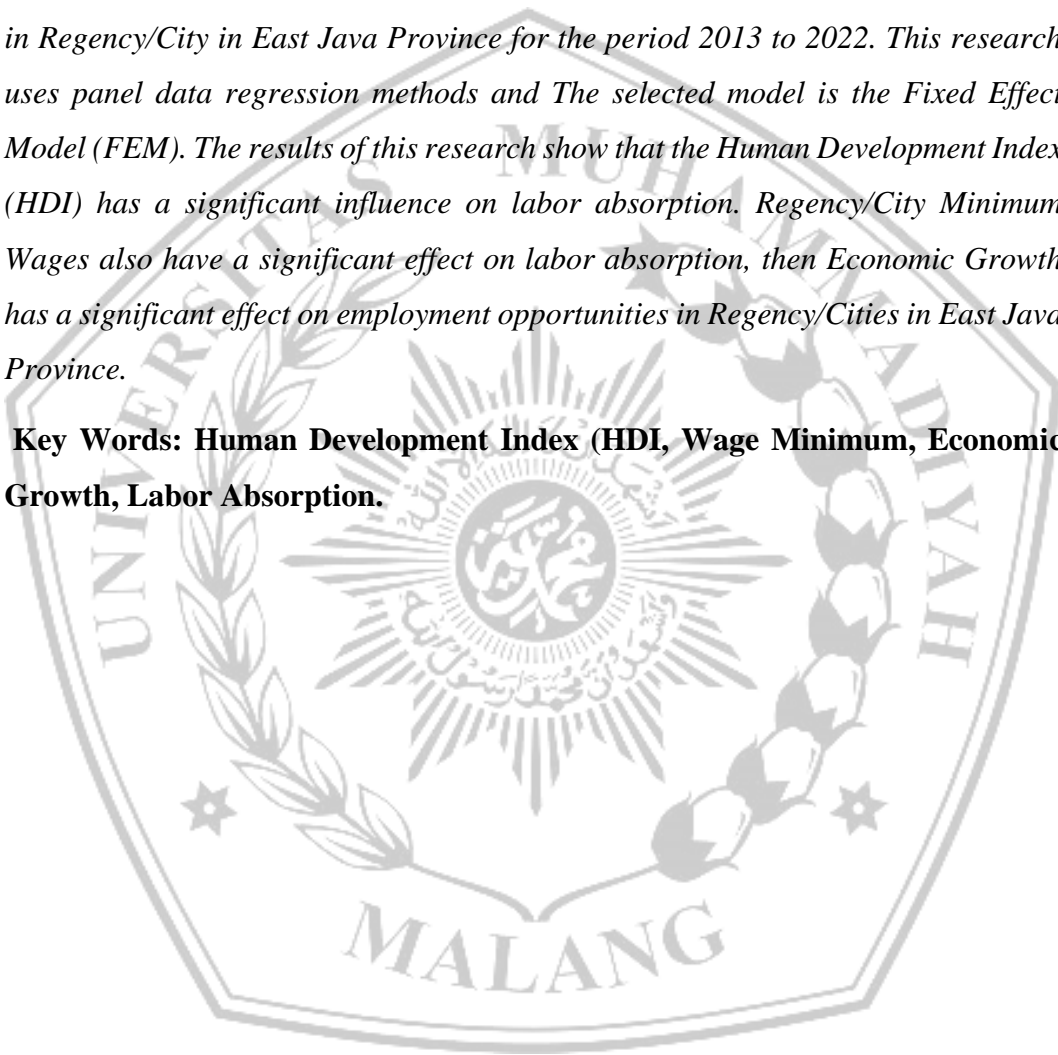 in Regency/City in East Java Province for the period 2013 to 2022. This research
uses panel data regression methods and The selected model is the Fixed Effect
Model (FEM). The results of this research show that the Human Development Index
(HDI) has a significant influence on labor absorption. Regency/City Minimum
Wages also have a significant effect on labor absorption, then Economic Growth
has a significant effect on employment opportunities in Regency/Cities in East Java
Province.
Key Words: Human Development Index (HDI, Wage Minimum, Economic
Growth, Labor Absorption.
UNIVERSITAS MUHAMMADIYAH
MALANG